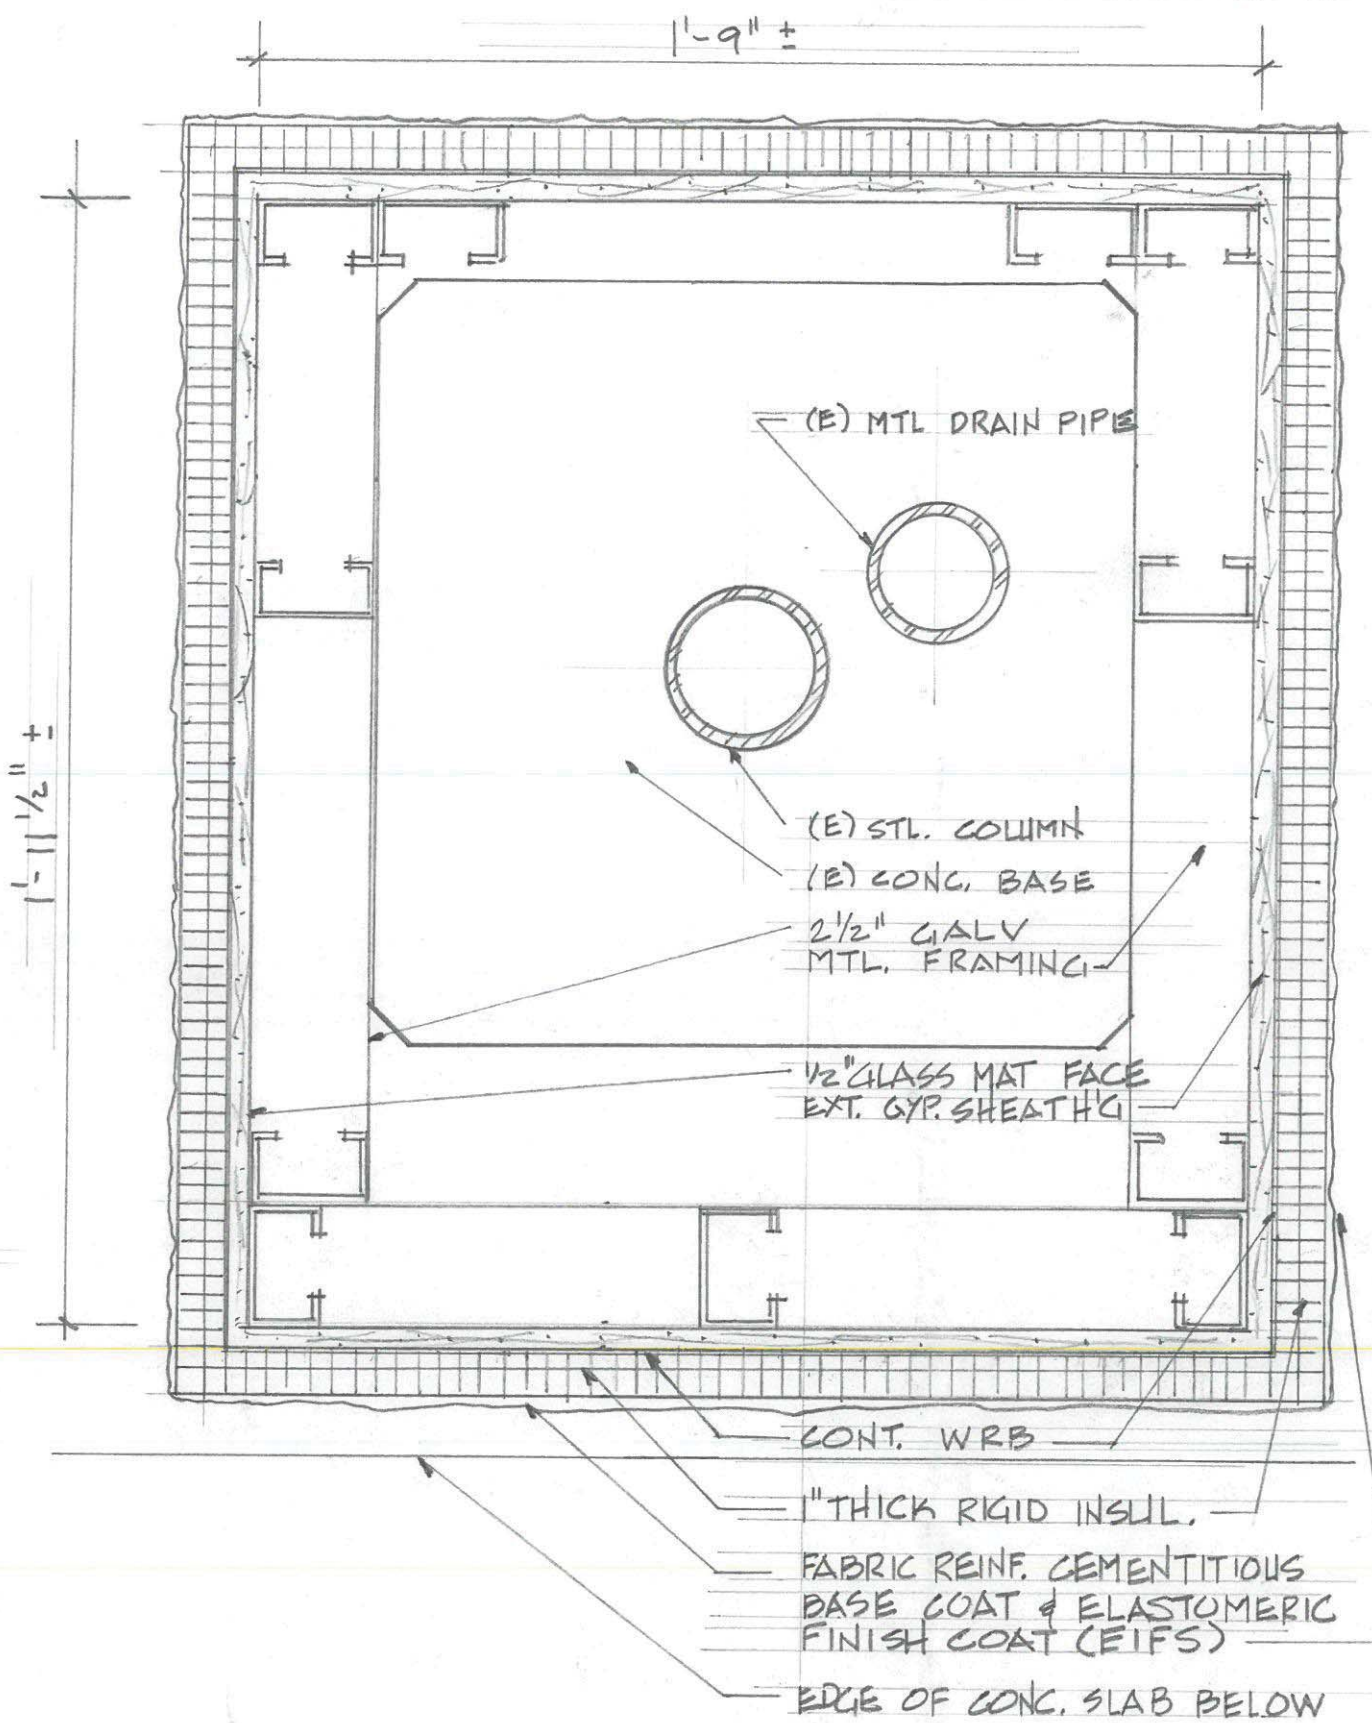 1'-9" ±
1'-11 1/2" ±
(E) MTL DRAIN PIPE
(E) STL. COLUMN
(E) CONC. BASE
2 1/2" GALV
MTL. FRAMING
1/2" GLASS MAT FACE
EXT. GYP. SHEATH'G
CONT. WRB
1" THICK RIGID INSUL.
FABRIC REINF. CEMENTITIOUS
BASE COAT & ELASTOMERIC
FINISH COAT (EIFS)
EDGE OF CONC. SLAB BELOW